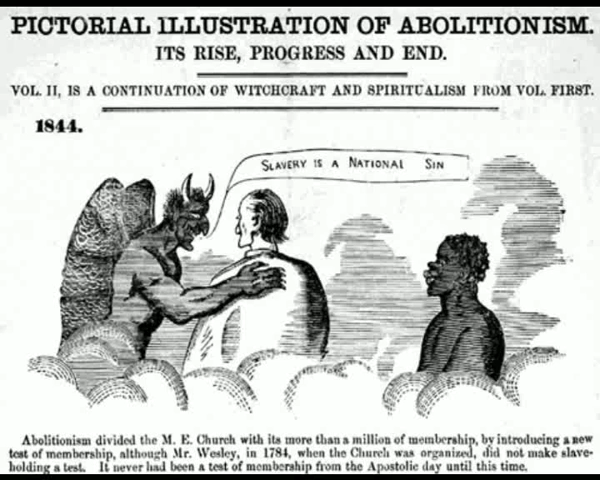 PICTORIAL ILLUSTRATION OF ABOLITIONISM.
ITS RISE, PROGRESS AND END.
VOL. II, IS A CONTINUATION OF WITCHCRAFT AND SPIRITUALISM FROM VOL. FIRST.
1844.
SLAVERY IS A NATIONAL SIN
Abolitionism divided the M. E. Church with its more than a million of membership, by introducing a new
test of membership, although Mr. Wesley, in 1784, when the Church was organized, did not make slave-
holding a test. It never had been a test of membership from the Apostolic day until this time.